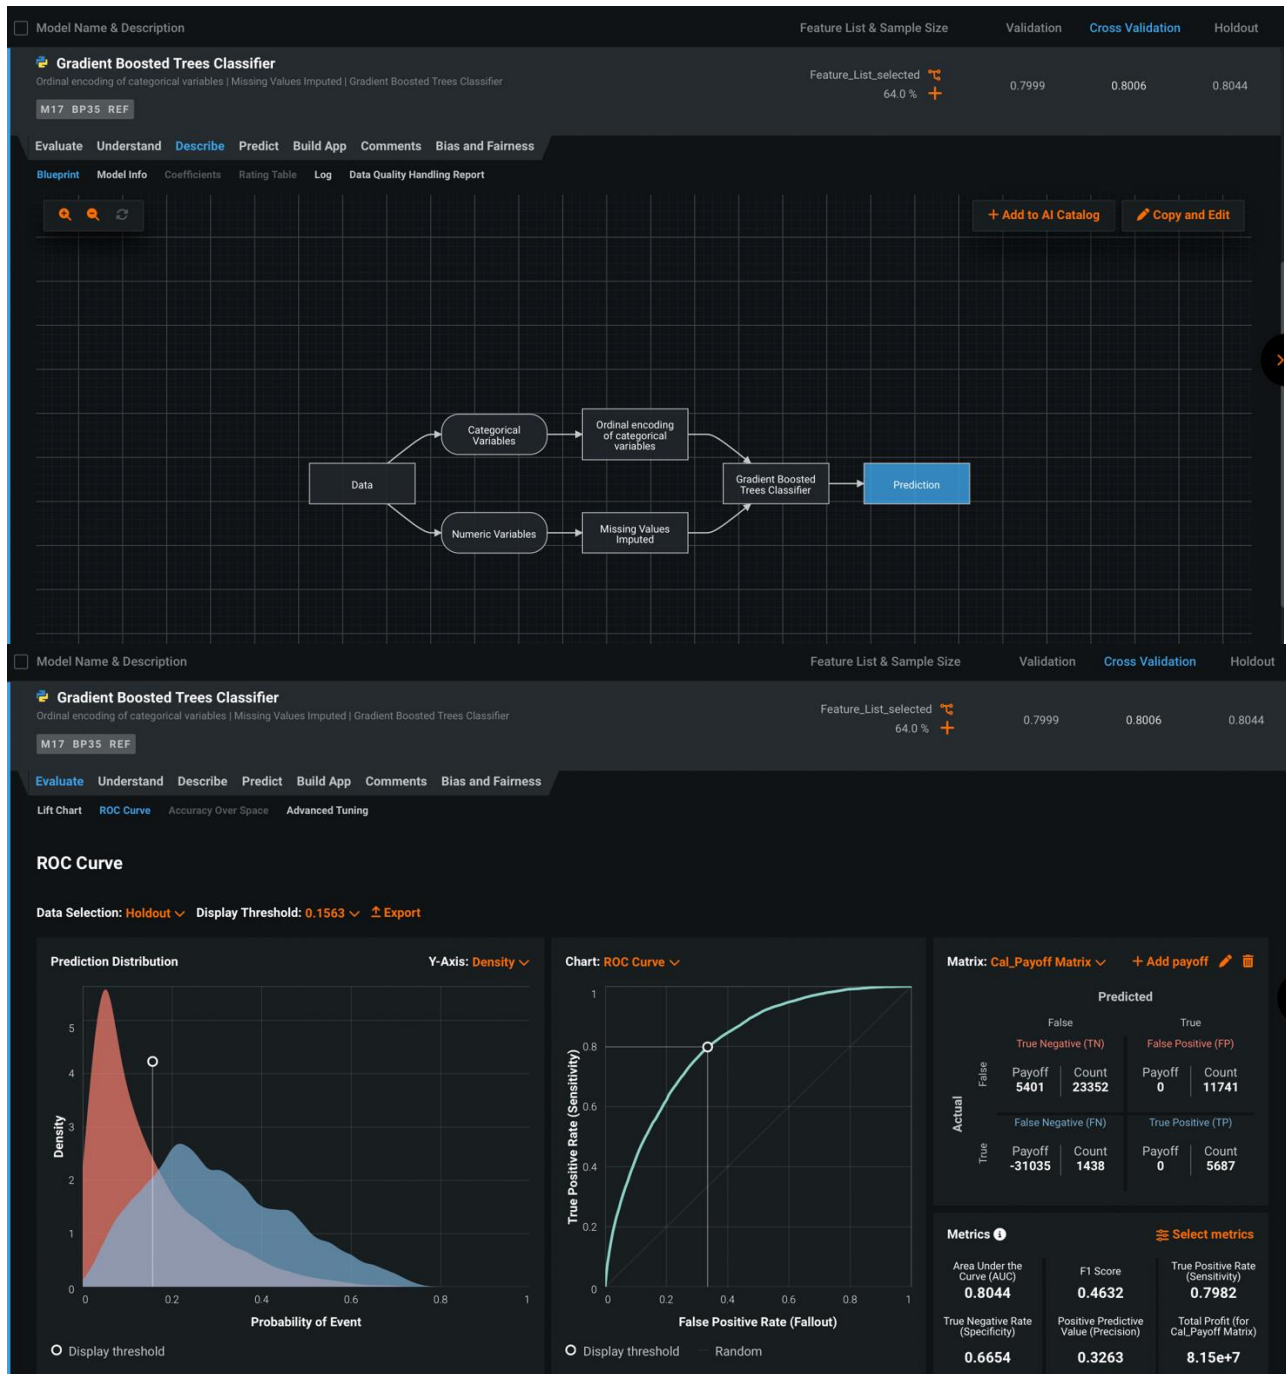 Model Name & Description Feature List & Sample Size Validation Cross Validation Holdout
Gradient Boosted Trees Classifier
Ordinal encoding of categorical variables | Missing Values Imputed | Gradient Boosted Trees Classifier
Feature_List_selected
64.0 % + 0.7999 0.8006 0.8044
M17 BP35 REF
Evaluate Understand Describe Predict Build App Comments Bias and Fairness
Blueprint Model Info Coefficients Rating Table Log Data Quality Handling Report
+ Add to AI Catalog Copy and Edit
Data
Categorical
Variables
Ordinal encoding
of categorical
variables
Numeric Variables
Missing Values
Imputed
Gradient Boosted
Trees Classifier
Prediction
Model Name & Description Feature List & Sample Size Validation Cross Validation Holdout
Gradient Boosted Trees Classifier
Ordinal encoding of categorical variables | Missing Values Imputed | Gradient Boosted Trees Classifier
Feature_List_selected
64.0 % + 0.7999 0.8006 0.8044
M17 BP35 REF
Evaluate Understand Describe Predict Build App Comments Bias and Fairness
Lift Chart ROC Curve Accuracy Over Space Advanced Tuning
ROC Curve
Data Selection: Holdout Display Threshold: 0.1563 Export
Prediction Distribution Y-Axis: Density
5
4
3
2
1
0
Density
0 0.2 0.4 0.6 0.8 1
Probability of Event
Display threshold
Chart: ROC Curve
1
0.8
0.6
0.4
0.2
0
True Positive Rate (Sensitivity)
0 0.2 0.4 0.6 0.8 1
False Positive Rate (Fallout)
Display threshold Random
Matrix: Cal_Payoff Matrix + Add payoff
Predicted
False True
Actual
False
True Negative (TN) False Positive (FP)
Payoff Count Payoff Count
5401 23352 0 11741
True
False Negative (FN) True Positive (TP)
Payoff Count Payoff Count
-31035 1438 0 5687
Metrics Select metrics
Area Under the
Curve (AUC)
0.8044
F1 Score
0.4632
True Positive Rate
(Sensitivity)
0.7982
True Negative Rate
(Specificity)
0.6654
Positive Predictive
Value (Precision)
0.3263
Total Profit (for
Cal_Payoff Matrix)
8.15e+7